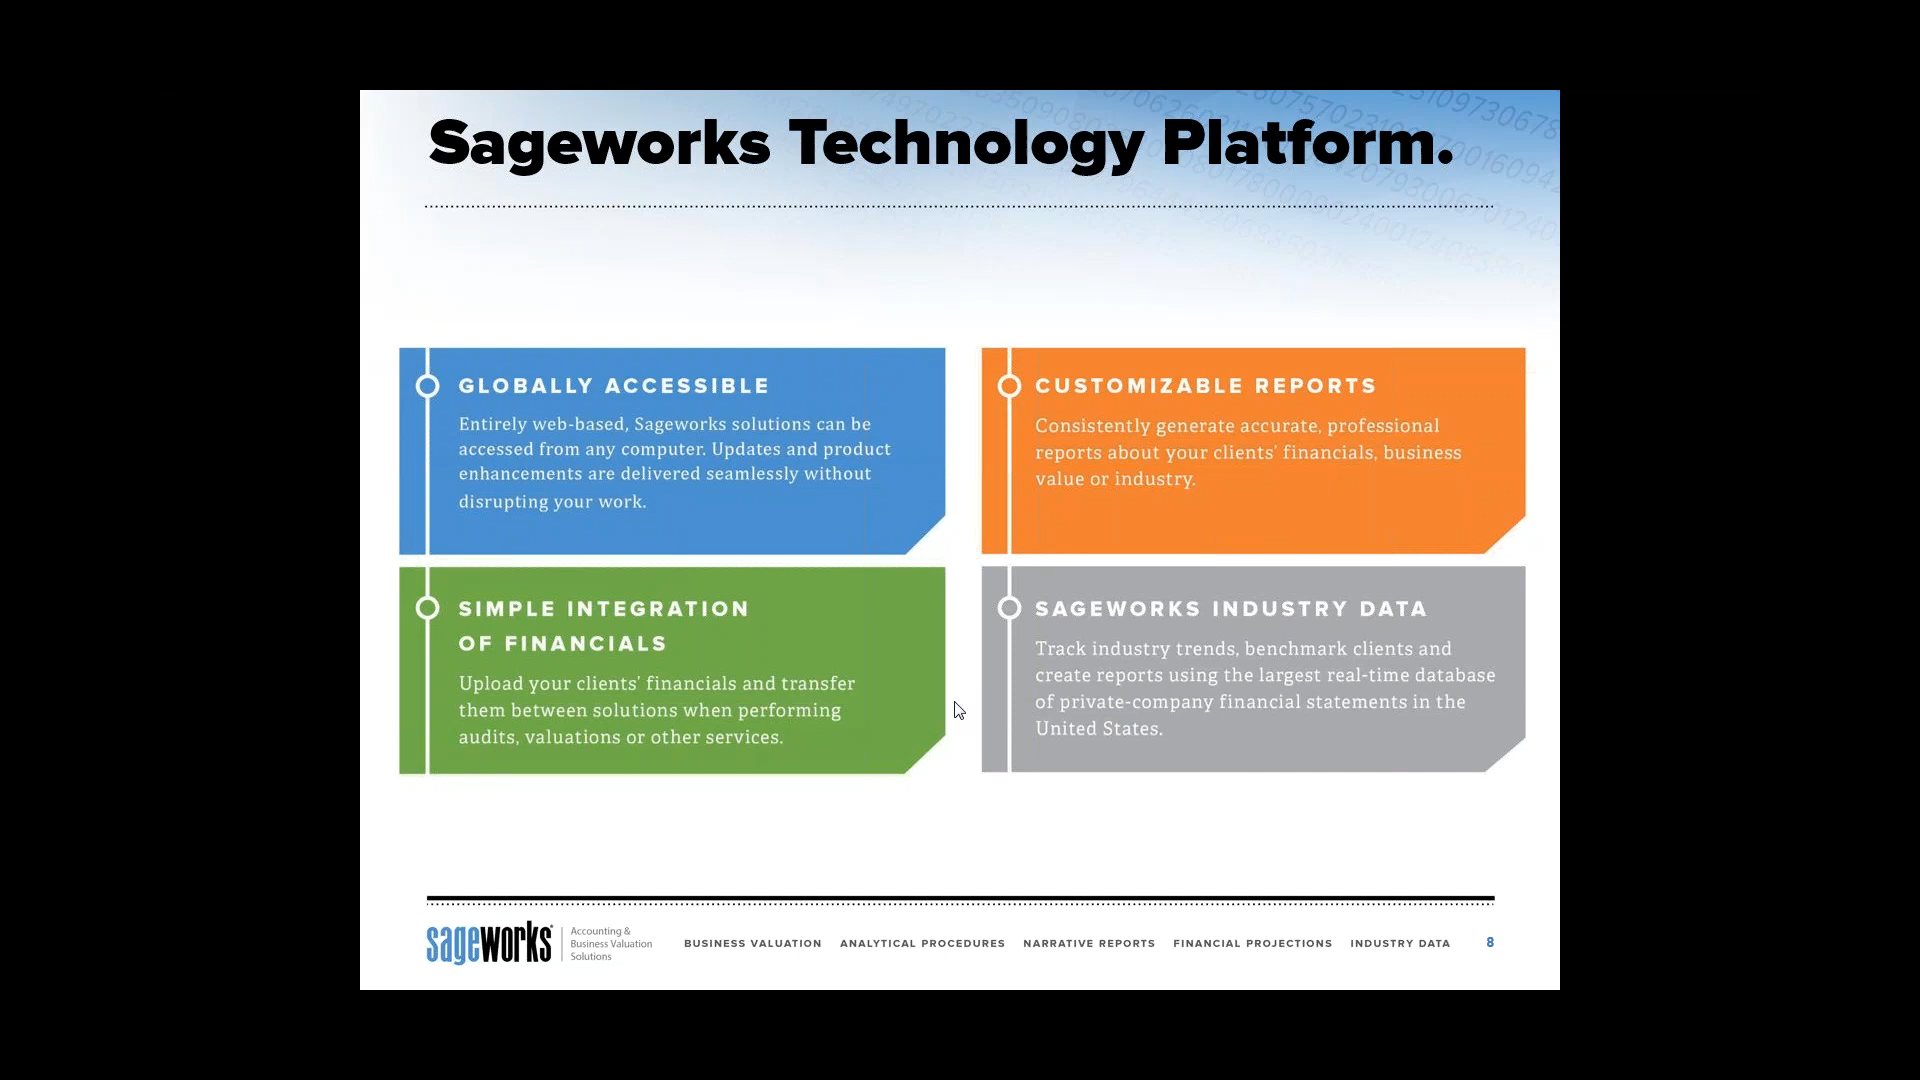 Sageworks Technology Platform.
GLOBALLY ACCESSIBLE
Entirely web-based, Sageworks solutions can be
accessed from any computer. Updates and product
enhancements are delivered seamlessly without
disrupting your work.
CUSTOMIZABLE REPORTS
Consistently generate accurate, professional
reports about your clients' financials, business
value or industry.
SIMPLE INTEGRATION
OF FINANCIALS
Upload your clients' financials and transfer
them between solutions when performing
audits, valuations or other services.
SAGEWORKS INDUSTRY DATA
Track industry trends, benchmark clients and
create reports using the largest real-time database
of private-company financial statements in the
United States.
sageworks
Accounting &
Business Valuation
Solutions
BUSINESS VALUATION ANALYTICAL PROCEDURES NARRATIVE REPORTS FINANCIAL PROJECTIONS INDUSTRY DATA 8